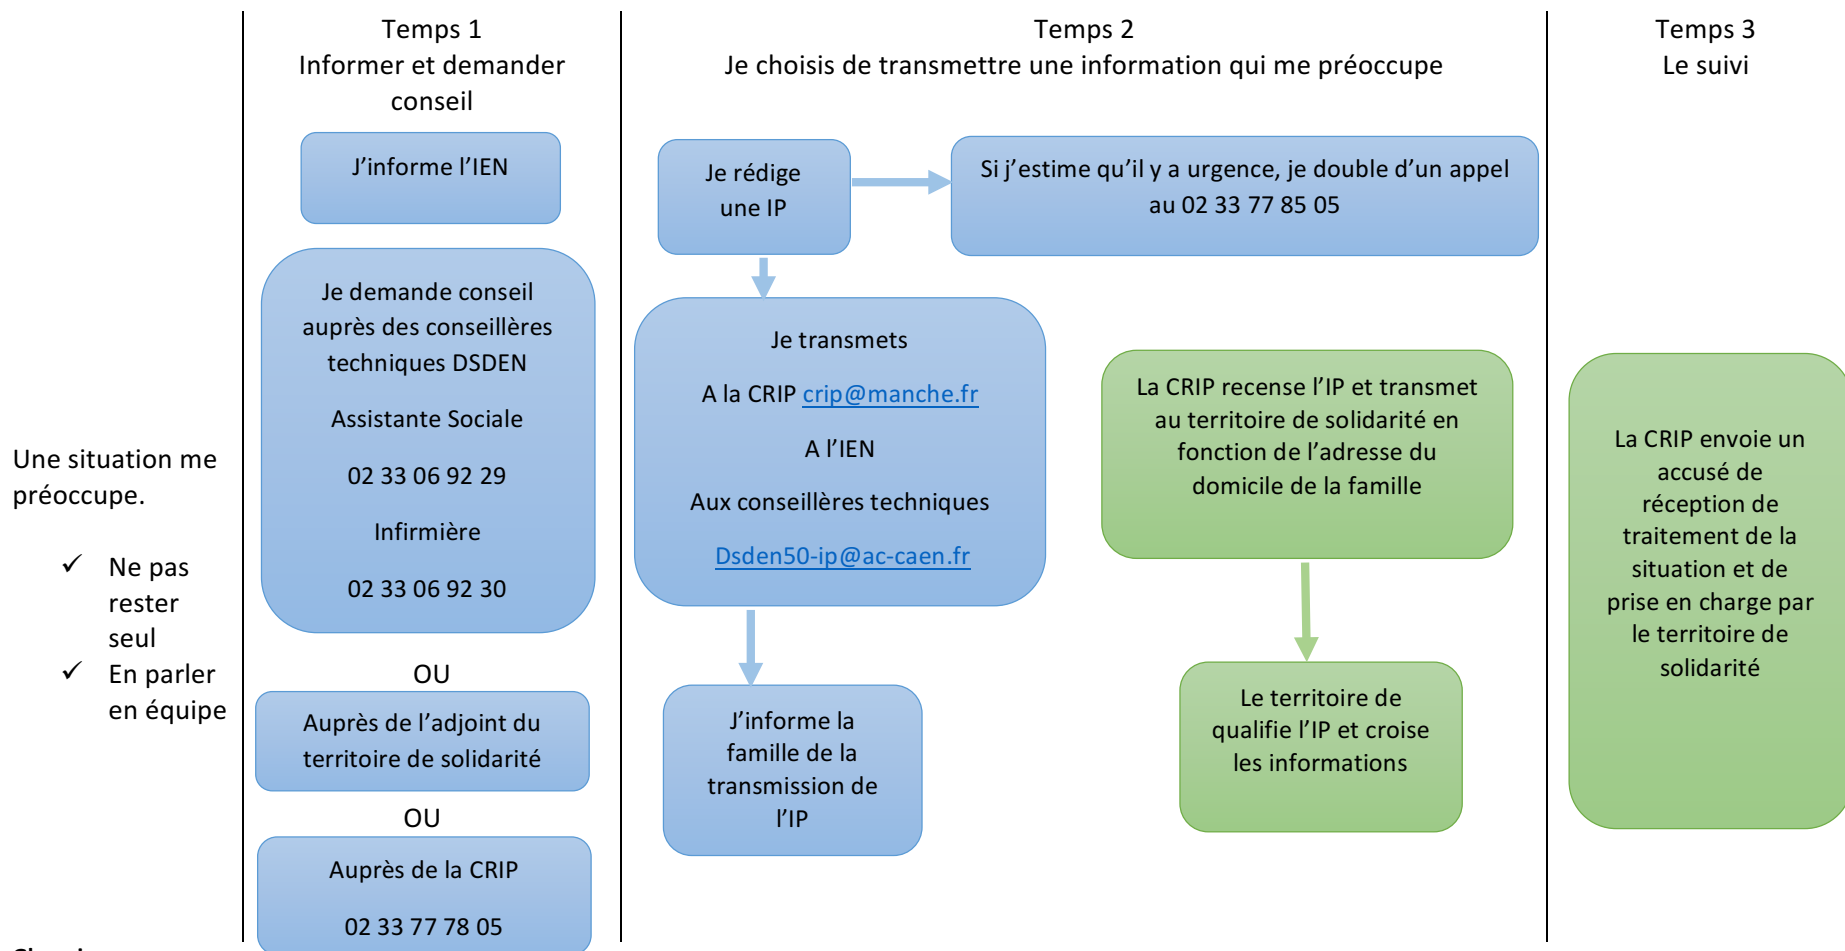 Une situation me
préoccupe.
✓ Ne pas
rester
seul
✓ En parler
en équipe
Temps 1
Informer et demander
conseil
J’informe l’IEN
Je demande conseil
auprès des conseillères
techniques DSDEN
Assistante Sociale
02 33 06 92 29
Infirmière
02 33 06 92 30
OU
Auprès de l’adjoint du
territoire de solidarité
OU
Auprès de la CRIP
02 33 77 78 05
Temps 2
Je choisis de transmettre une information qui me préoccupe
Je rédige
une IP
Si j’estime qu’il y a urgence, je double d’un appel
au 02 33 77 85 05
Je transmets
A la CRIP crip@manche.fr
A l’IEN
Aux conseillères techniques
Dsden50-ip@ac-caen.fr
J’informe la
famille de la
transmission de
l’IP
La CRIP recense l’IP et transmet
au territoire de solidarité en
fonction de l’adresse du
domicile de la famille
Le territoire de
qualifie l’IP et croise
les informations
Temps 3
Le suivi
La CRIP envoie un
accusé de
réception de
traitement de la
situation et de
prise en charge par
le territoire de
solidarité